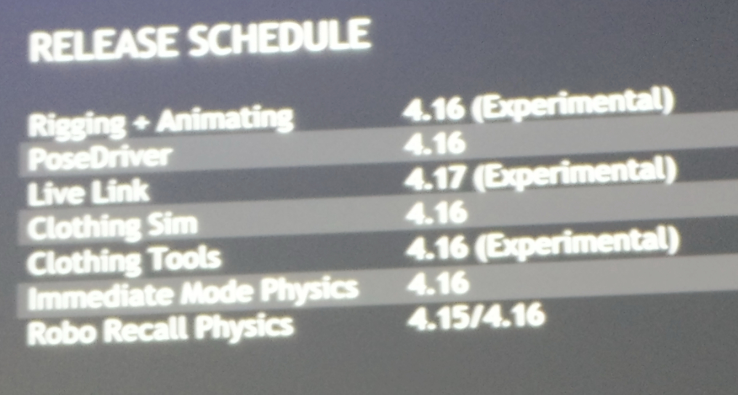 RELEASE SCHEDULE
Rigging + Animating 4.16 (Experimental)
PoseDriver 4.16
Live Link 4.17 (Experimental)
Clothing Sim 4.16
Clothing Tools 4.16 (Experimental)
Immediate Mode Physics 4.16
Robo Recall Physics 4.15/4.16